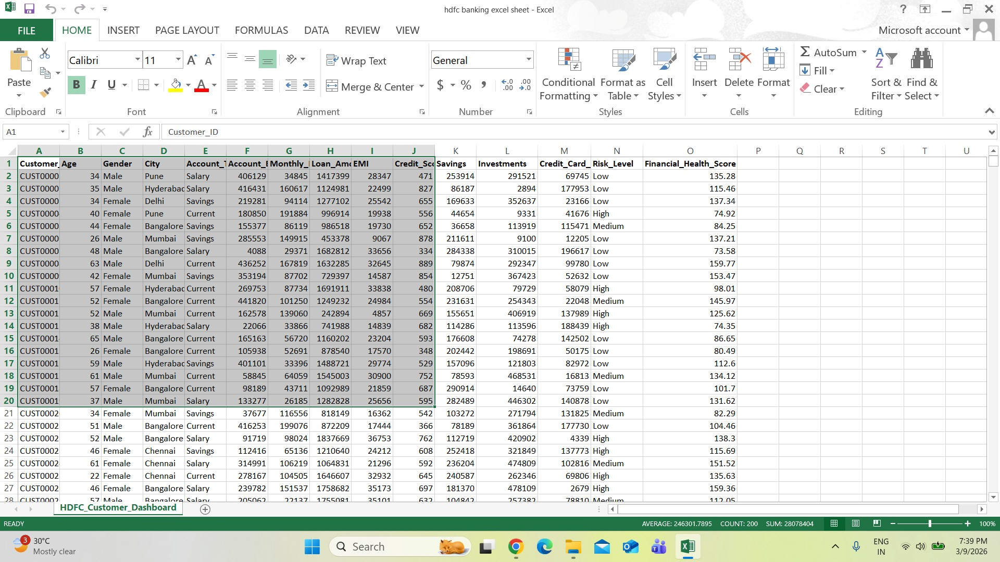 hdfc banking excel sheet - Excel
?
FILE HOME INSERT PAGE LAYOUT FORMULAS DATA REVIEW VIEW Microsoft account
Calibri 11 Wrap Text General AutoSum
Fill
Paste B I U A Merge & Center $ % , Conditional Formatting Format as Table Cell Styles Insert Delete Format Clear Sort & Filter Find & Select
Clipboard Font Alignment Number Styles Cells Editing
A1 fx Customer_ID
A B C D E F G H I J K L M N O P Q R S T U
1 Customer_ Age Gender City Account_T Account_B Monthly_I Loan_Amo EMI Credit_Sco Savings Investments Credit_Card_ Risk_Level Financial_Health_Score
2 CUST0000 34 Male Pune Salary 406129 34845 1417399 28347 471 253914 291521 69745 Low 135.28
3 CUST0000 35 Male Hyderabad Salary 416431 160617 1124981 22499 827 86187 2894 177953 Low 115.46
4 CUST0000 34 Female Delhi Savings 219281 94114 1277102 25542 655 169633 352637 23166 Low 137.34
5 CUST0000 40 Female Pune Current 180850 191884 996914 19938 556 44654 9331 41676 High 74.92
6 CUST0000 44 Female Bangalore Savings 155377 86119 986518 19730 652 36658 113919 115471 Medium 84.25
7 CUST0000 26 Male Mumbai Savings 285553 149915 453378 9067 878 211611 9100 12205 Low 137.21
8 CUST0000 48 Male Bangalore Salary 4088 29371 1682812 33656 334 284338 310015 196617 Low 73.58
9 CUST0000 63 Male Delhi Current 436252 167819 1632285 32645 889 79874 292347 99780 Low 159.77
10 CUST0000 42 Female Mumbai Savings 353194 87702 729397 14587 854 12751 367423 52632 Low 153.47
11 CUST0001 57 Female Hyderabad Current 269753 87734 1691911 33838 480 208706 79729 58079 High 98.01
12 CUST0001 52 Female Bangalore Current 441820 101250 1249232 24984 554 231631 254343 22048 Medium 145.97
13 CUST0001 52 Male Mumbai Current 162578 139060 242894 4857 669 155651 406919 137989 High 125.62
14 CUST0001 38 Male Hyderabad Salary 22066 33866 741988 14839 682 114286 113596 188439 High 74.35
15 CUST0001 65 Male Bangalore Current 165163 56720 1160202 23204 593 176608 74278 142502 Low 86.65
16 CUST0001 26 Female Bangalore Current 105938 52691 878540 17570 348 202442 198691 50175 Low 80.49
17 CUST0001 59 Male Hyderabad Savings 401101 33396 1488721 29774 529 157096 121803 82972 Low 112.6
18 CUST0001 61 Male Mumbai Current 58845 64059 1545003 30900 752 78593 468531 16813 Medium 134.12
19 CUST0001 57 Female Bangalore Current 98189 43711 1092989 21859 687 290914 14640 73759 Low 101.7
20 CUST0001 37 Male Mumbai Salary 133277 26185 1282828 25656 595 282489 446302 140878 Low 131.62
21 CUST0002 34 Female Mumbai Savings 37677 116556 818149 16362 542 103272 271794 131825 Medium 82.29
22 CUST0002 51 Male Bangalore Current 416253 199076 872209 17444 366 78189 361864 177730 Low 104.46
23 CUST0002 52 Male Bangalore Salary 91719 98024 1837669 36753 762 112719 420902 4339 High 138.3
24 CUST0002 46 Female Chennai Savings 112416 65136 1210640 24212 608 252418 321849 137773 High 115.69
25 CUST0002 61 Female Chennai Salary 314991 106219 1064831 21296 592 236204 474809 102816 Medium 151.52
26 CUST0002 22 Female Chennai Current 278167 104505 1646607 32932 645 240587 262346 69806 High 135.63
27 CUST0002 46 Female Bangalore Salary 239782 151537 1758682 35173 697 181370 478109 2679 High 159.36
28 CUST0002 57 Male Bangalore Salary 205062 22137 1755081 35101 632 104842 257382 78810 Medium 112.05
HDFC_Customer_Dashboard
READY AVERAGE: 246301.7895 COUNT: 200 SUM: 28078404 100%
3 30°C
Mostly clear
Search
ENG
IN
7:39 PM
3/9/2026